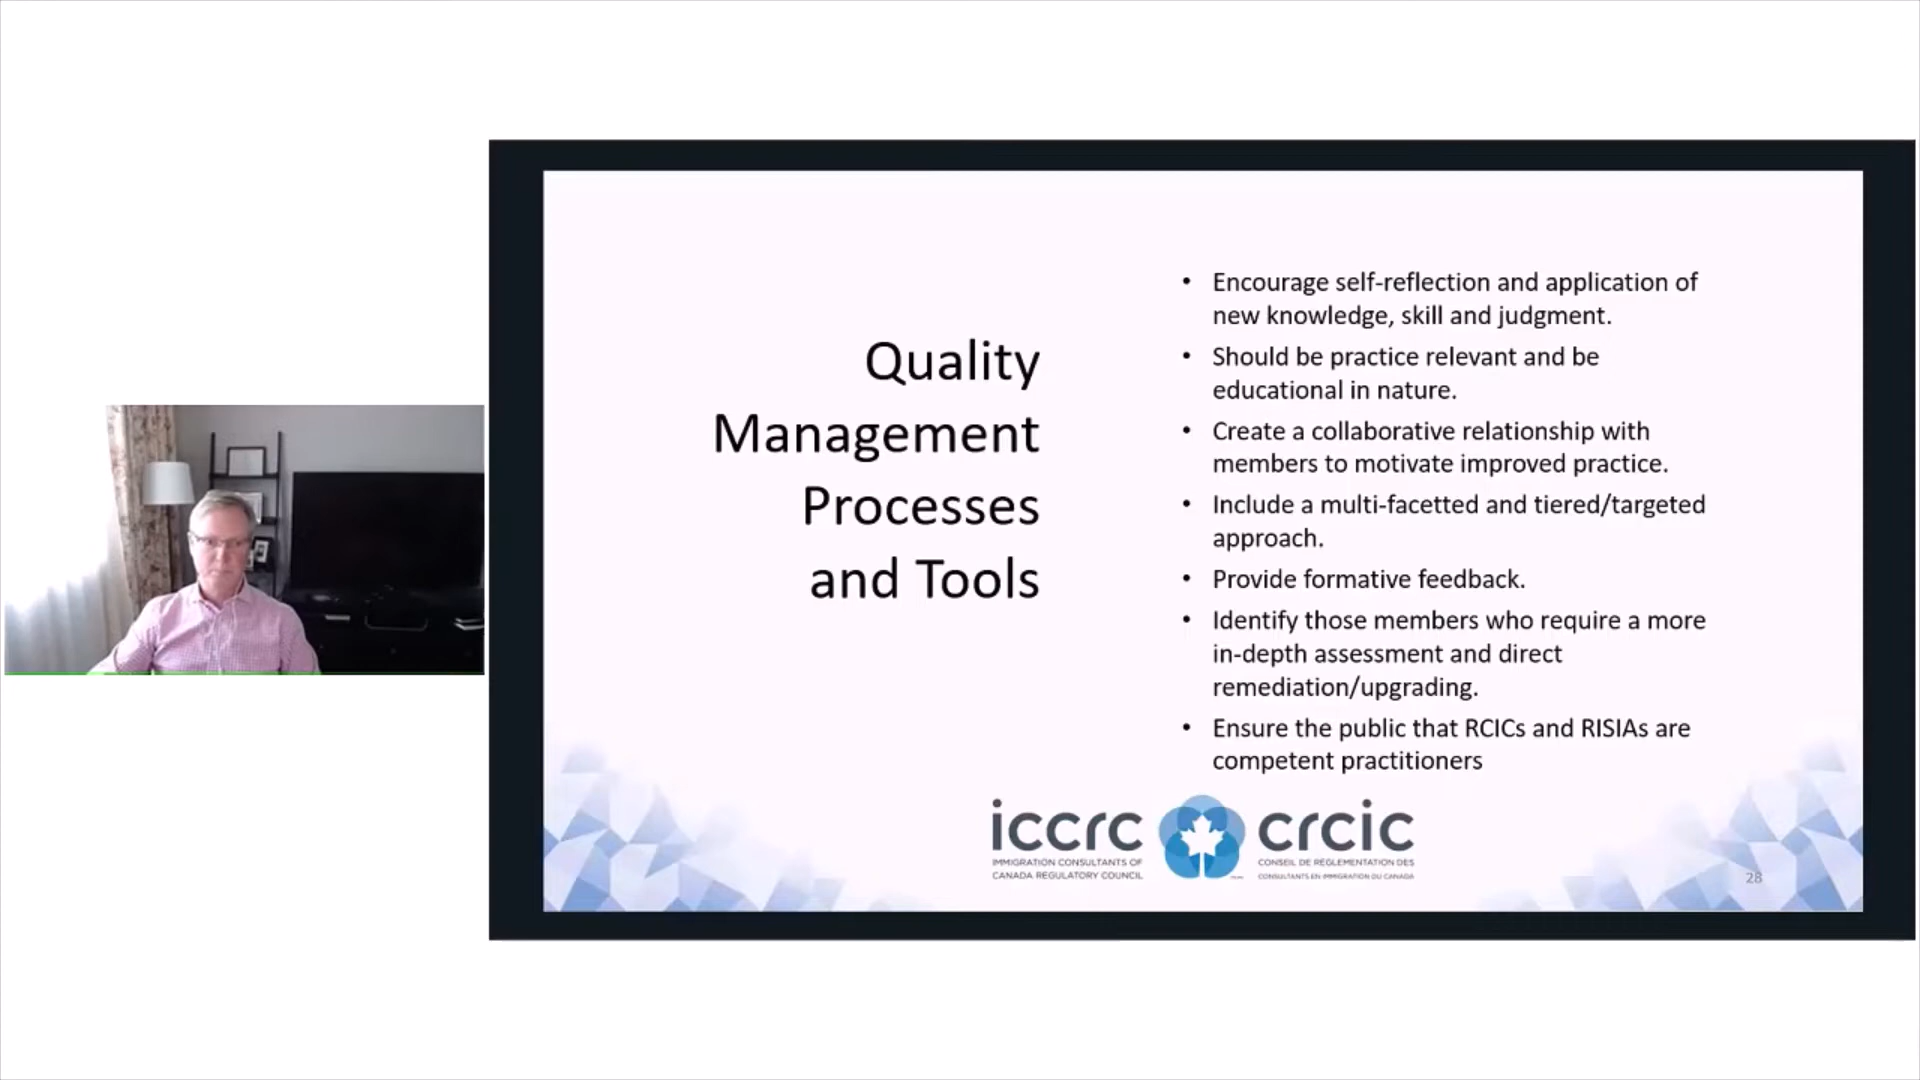 Quality
Management
Processes
and Tools
• Encourage self-reflection and application of
new knowledge, skill and judgment.
• Should be practice relevant and be
educational in nature.
• Create a collaborative relationship with
members to motivate improved practice.
• Include a multi-facetted and tiered/targeted
approach.
• Provide formative feedback.
• Identify those members who require a more
in-depth assessment and direct
remediation/upgrading.
• Ensure the public that RCICs and RISIAs are
competent practitioners
iccrc
IMMIGRATION CONSULTANTS OF
CANADA REGULATORY COUNCIL
crcic
CONSEIL DE RÉGLEMENTATION DES
CONSULTANTS EN IMMIGRATION DU CANADA
28